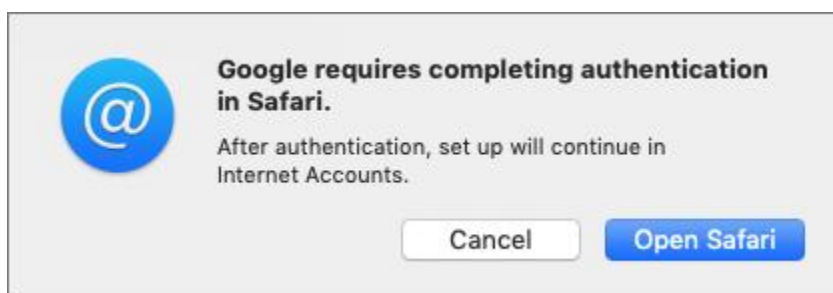 @
Google requires completing authentication
in Safari.
After authentication, set up will continue in
Internet Accounts.
Cancel
Open Safari